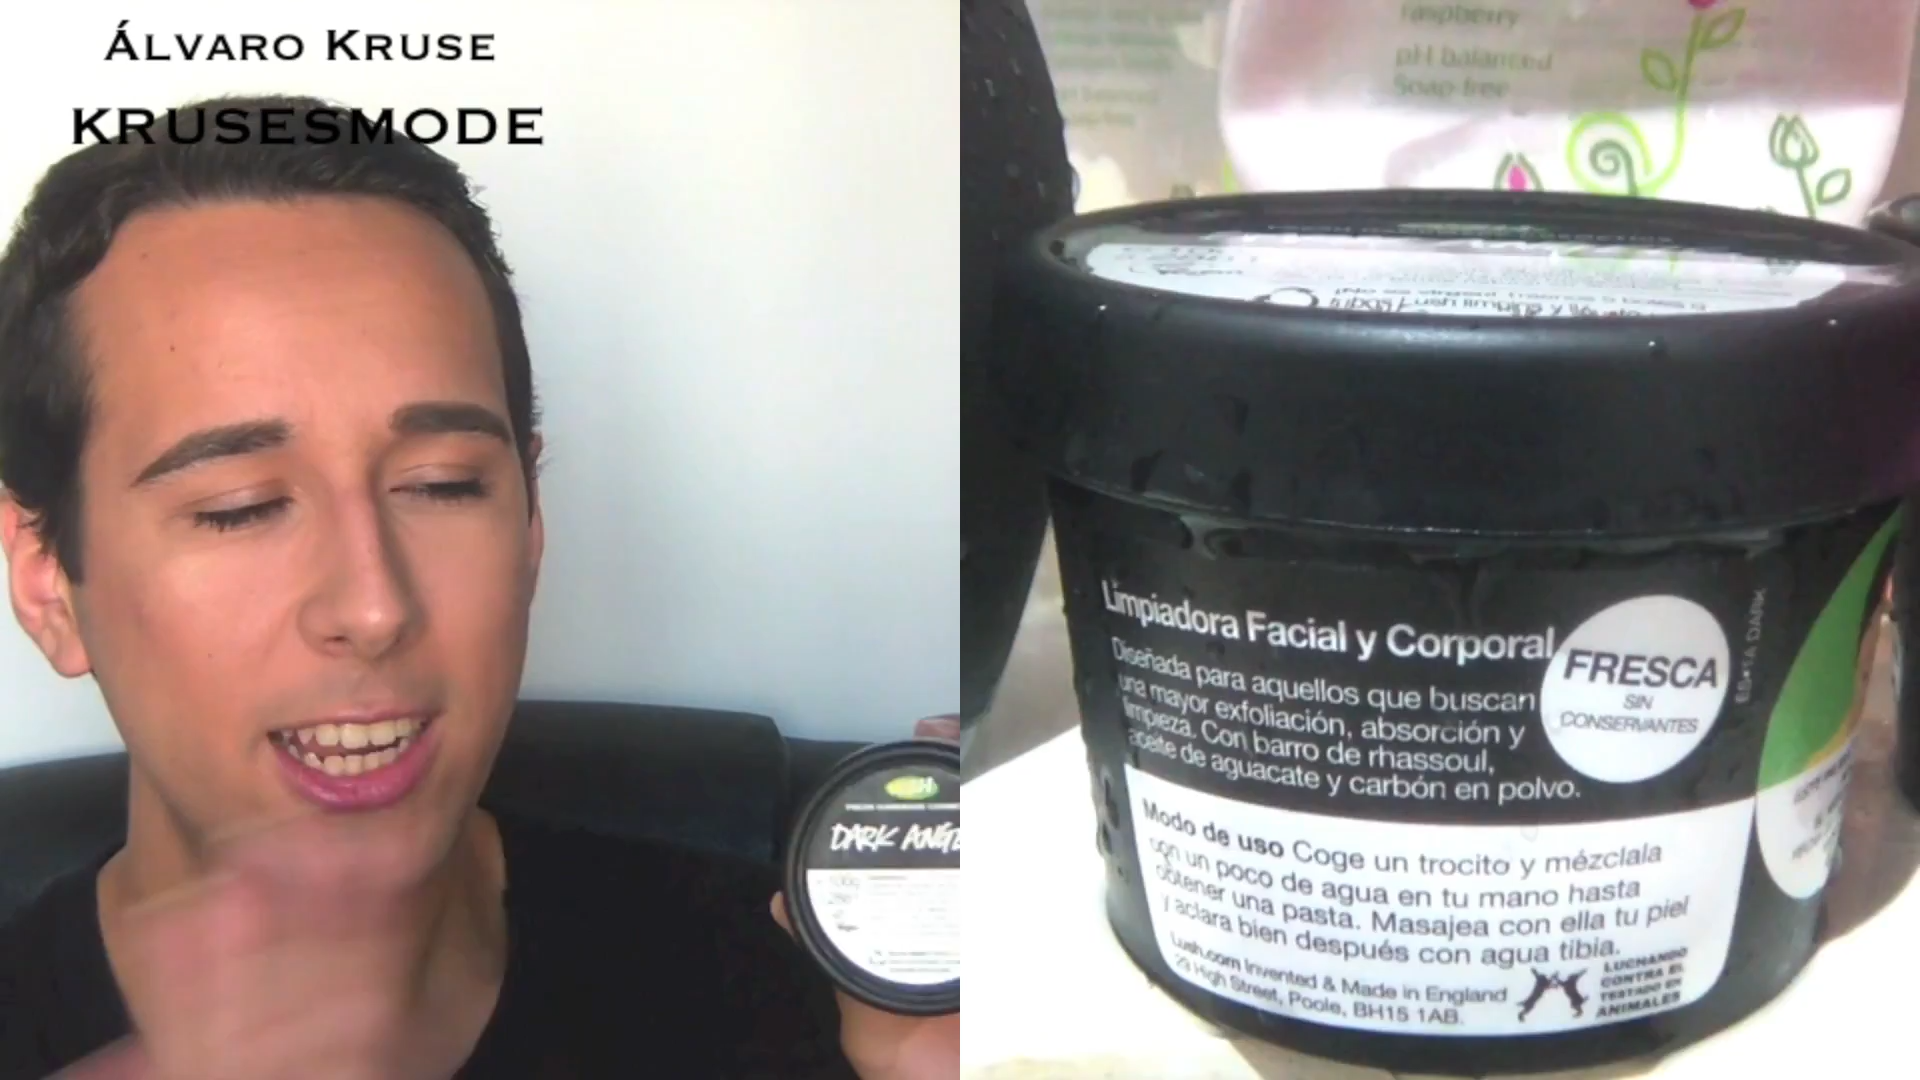 ÁLVARO KRUSE
KRUSESMODE
DARK ANGE
raspberry
pH balanced
Soap free
Limpiadora Facial y Corporal
Diseñada para aquellos que buscan
una mayor exfoliación, absorción y
limpieza. Con barro de rhassoul,
aceite de aguacate y carbón en polvo.
FRESCA
SIN
CONSERVANTES
Modo de uso Coge un trocito y mézclala
con un poco de agua en tu mano hasta
obtener una pasta. Masajea con ella tu piel
y aclara bien después con agua tibia.
Lush.com Invented & Made in England
29 High Street, Poole, BH15 1AB.
LUCHANDO
CONTRA EL
TESTADO EN
ANIMALES